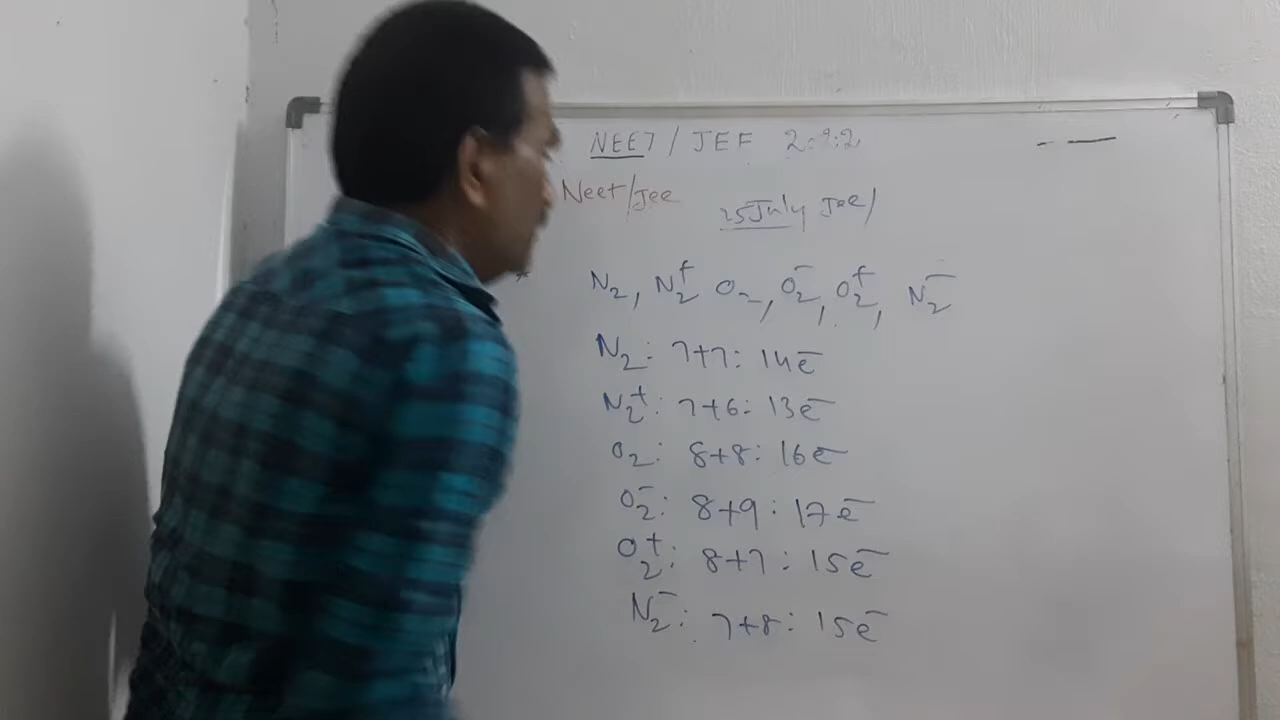 NEET / JEE 2022
Neet/Jee
25 July Jee/
* N₂, N₂⁺ O₂, O₂⁻, O₂⁺, N₂⁻
N₂: 7+7: 14e⁻
N₂⁺: 7+6: 13e⁻
O₂: 8+8: 16e⁻
O₂⁻: 8+9: 17e⁻
O₂⁺: 8+7: 15e⁻
N₂⁻: 7+8: 15e⁻